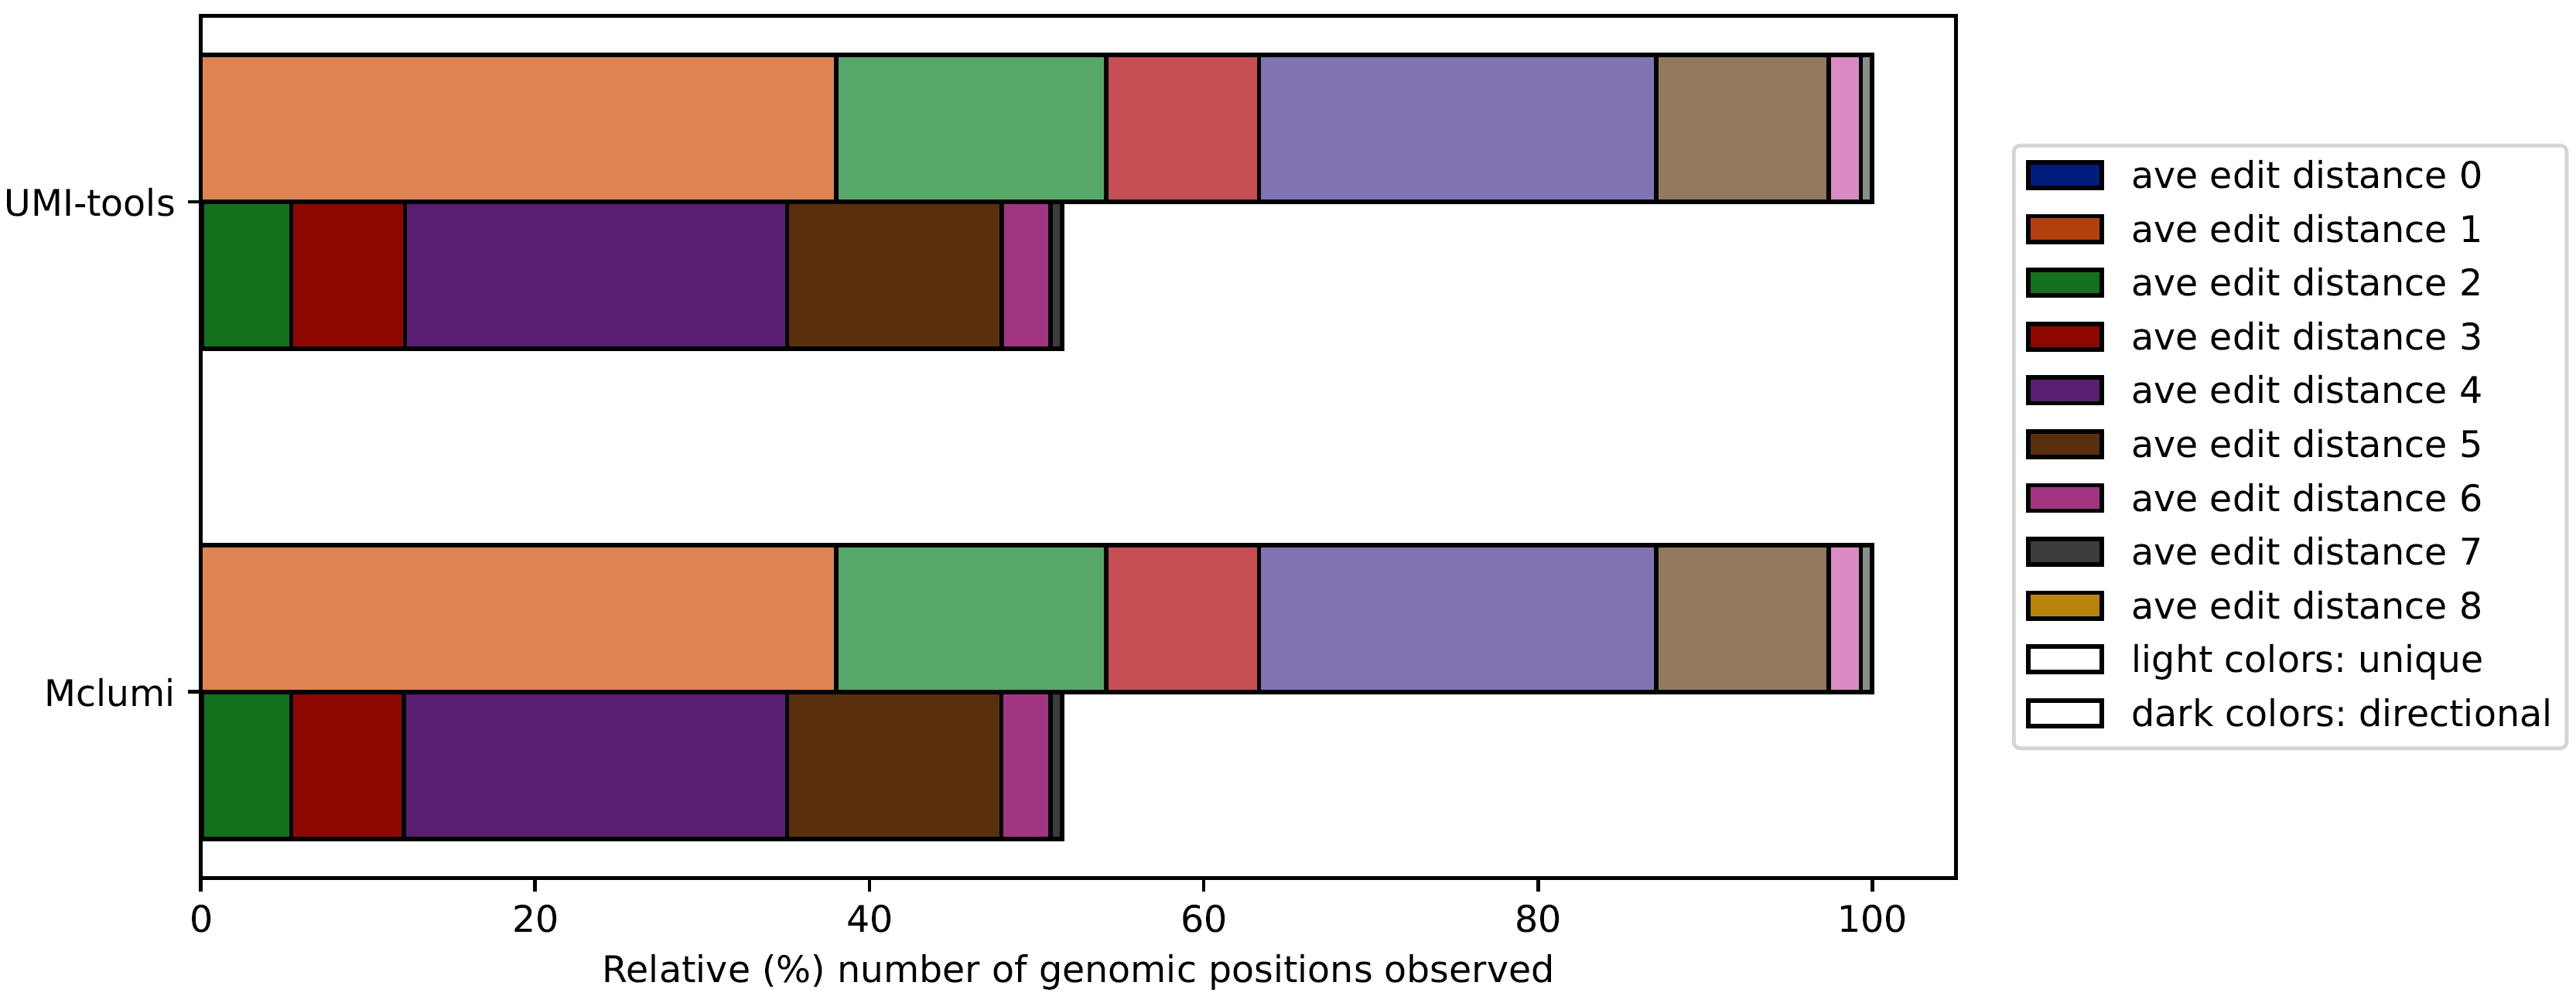 UMI-tools
Mclumi
0 20 40 60 80 100
Relative (%) number of genomic positions observed
ave edit distance 0
ave edit distance 1
ave edit distance 2
ave edit distance 3
ave edit distance 4
ave edit distance 5
ave edit distance 6
ave edit distance 7
ave edit distance 8
light colors: unique
dark colors: directional